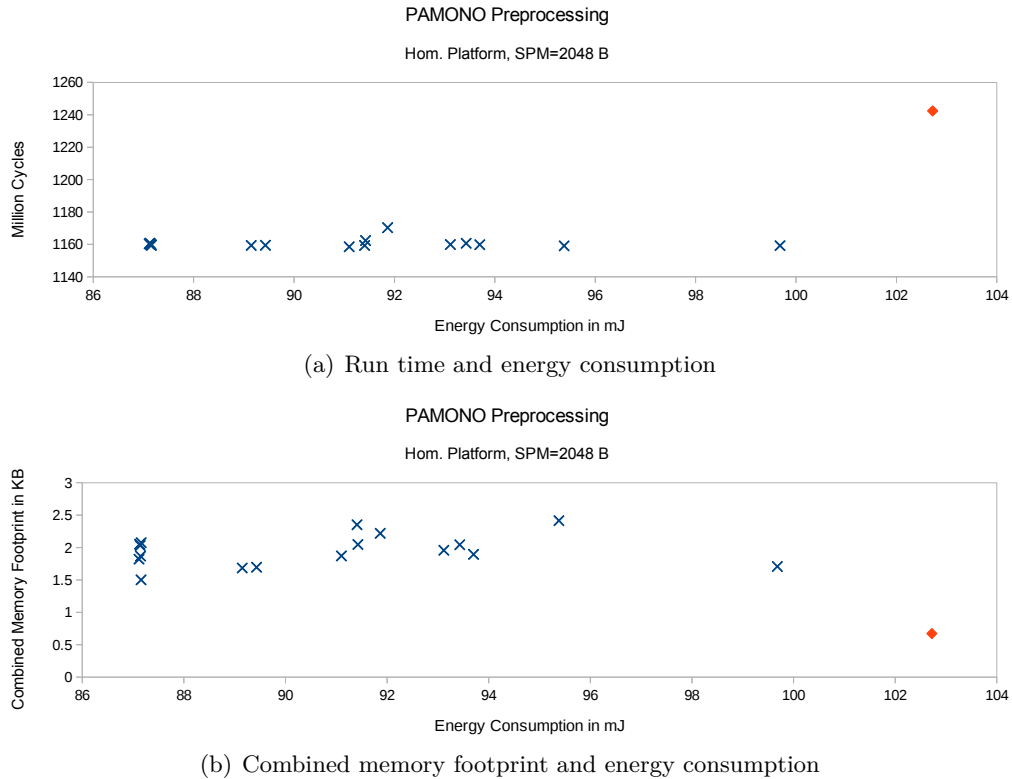 PAMONO Preprocessing
Hom. Platform, SPM=2048 B
1260
1240
1220
1200
1180
1160
1140
Million Cycles
86 88 90 92 94 96 98 100 102 104
Energy Consumption in mJ
(a) Run time and energy consumption
PAMONO Preprocessing
Hom. Platform, SPM=2048 B
3
2.5
2
1.5
1
0.5
0
Combined Memory Footprint in KB
86 88 90 92 94 96 98 100 102 104
Energy Consumption in mJ
(b) Combined memory footprint and energy consumption